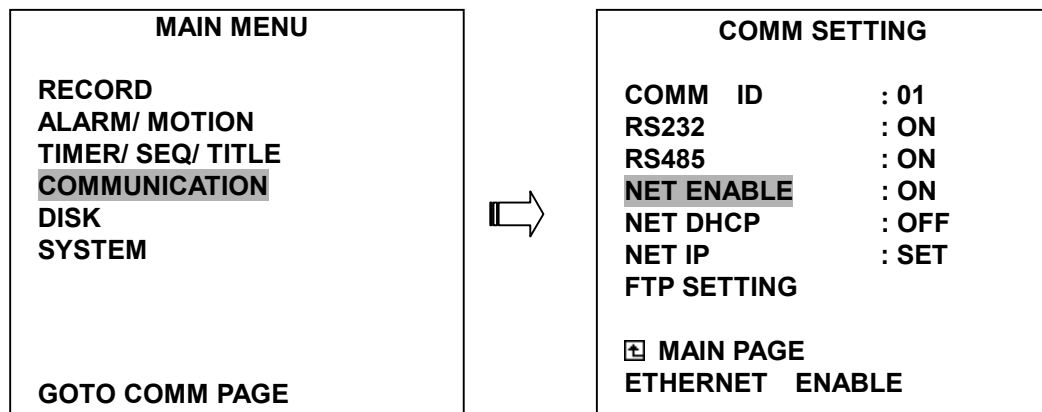 MAIN MENU
RECORD
ALARM/ MOTION
TIMER/ SEQ/ TITLE
COMMUNICATION
DISK
SYSTEM
GOTO COMM PAGE
COMM SETTING
COMM ID : 01
RS232 : ON
RS485 : ON
NET ENABLE : ON
NET DHCP : OFF
NET IP : SET
FTP SETTING
MAIN PAGE
ETHERNET ENABLE